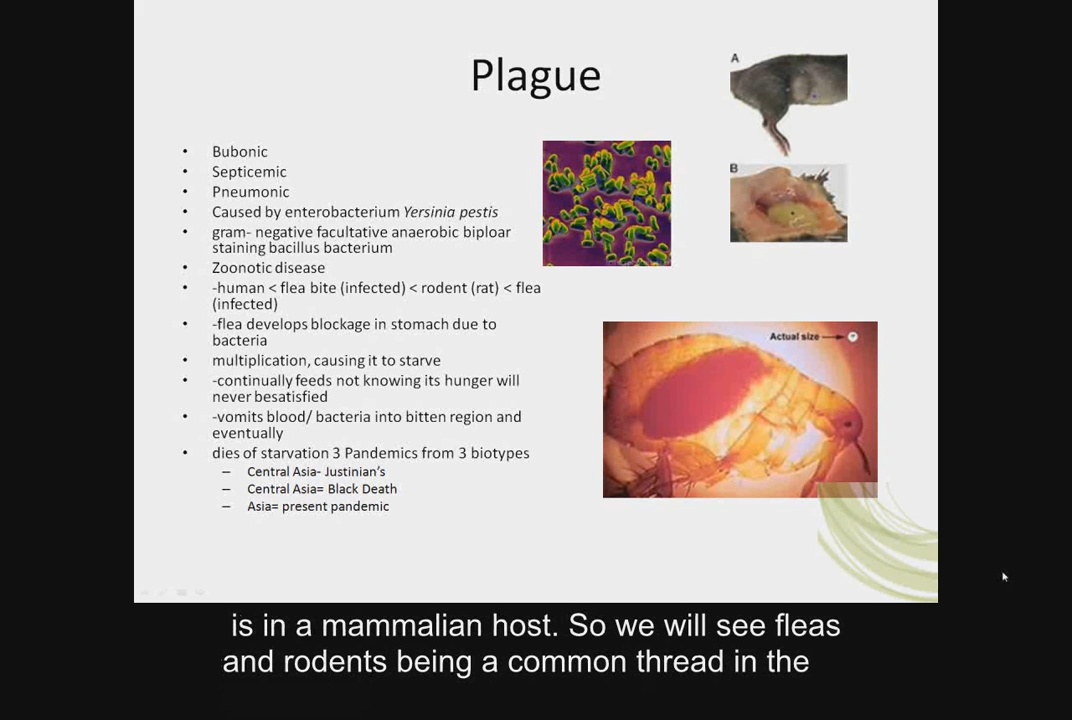 Plague
A
B
• Bubonic
• Septicemic
• Pneumonic
• Caused by enterobacterium Yersinia pestis
• gram- negative facultative anaerobic biploar
staining bacillus bacterium
• Zoonotic disease
• -human < flea bite (infected) < rodent (rat) < flea
(infected)
• -flea develops blockage in stomach due to
bacteria
• multiplication, causing it to starve
• -continually feeds not knowing its hunger will
never besatisfied
• -vomits blood/ bacteria into bitten region and
eventually
• dies of starvation 3 Pandemics from 3 biotypes
– Central Asia- Justinian's
– Central Asia= Black Death
– Asia= present pandemic
Actual size
is in a mammalian host. So we will see fleas
and rodents being a common thread in the